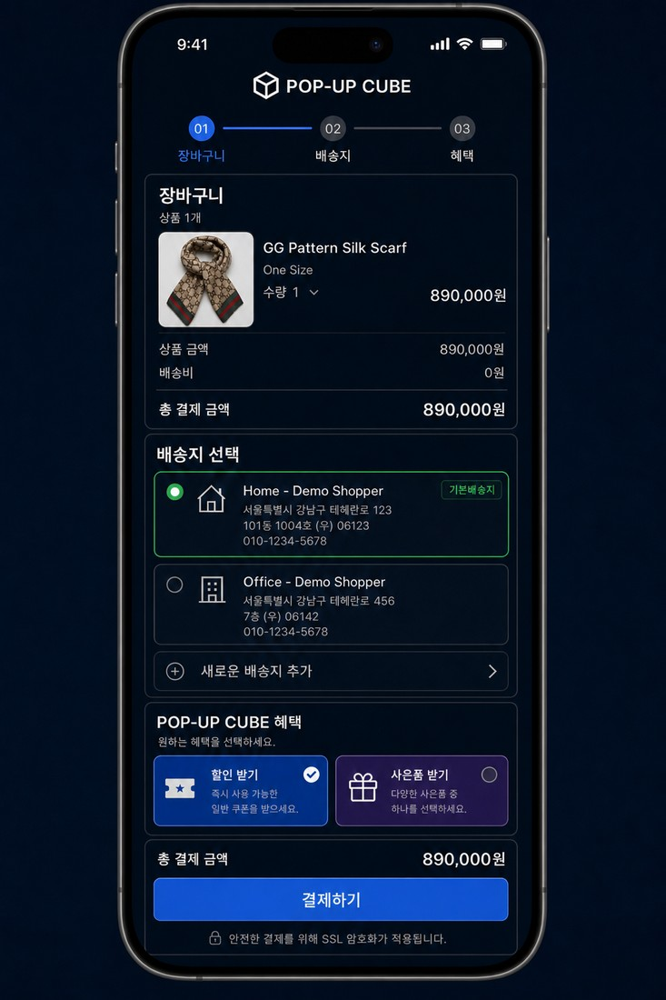 9:41
POP-UP CUBE
01
02
03
장바구니
배송지
혜택
장바구니
상품 1개
GG Pattern Silk Scarf
One Size
수량 1
890,000원
상품 금액
890,000원
배송비
0원
총 결제 금액
890,000원
배송지 선택
Home - Demo Shopper
기본배송지
서울특별시 강남구 테헤란로 123
101동 1004호 (우) 06123
010-1234-5678
Office - Demo Shopper
서울특별시 강남구 테헤란로 456
7층 (우) 06142
010-1234-5678
새로운 배송지 추가
POP-UP CUBE 혜택
원하는 혜택을 선택하세요.
할인 받기
즉시 사용 가능한
일반 쿠폰을 받으세요.
사은품 받기
다양한 사은품 중
하나를 선택하세요.
총 결제 금액
890,000원
결제하기
안전한 결제를 위해 SSL 암호화가 적용됩니다.